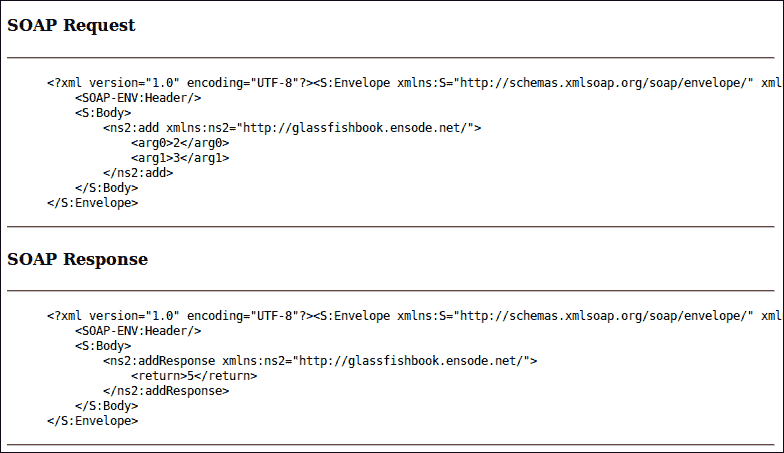 SOAP Request
<?xml version="1.0" encoding="UTF-8"?><S:Envelope xmlns:S="http://schemas.xmlsoap.org/soap/envelope/" xml
<SOAP-ENV:Header/>
<S:Body>
<ns2:add xmlns:ns2="http://glassfishbook.ensode.net/">
<arg0>2</arg0>
<arg1>3</arg1>
</ns2:add>
</S:Body>
</S:Envelope>
SOAP Response
<?xml version="1.0" encoding="UTF-8"?><S:Envelope xmlns:S="http://schemas.xmlsoap.org/soap/envelope/" xml
<SOAP-ENV:Header/>
<S:Body>
<ns2:addResponse xmlns:ns2="http://glassfishbook.ensode.net/">
<return>5</return>
</ns2:addResponse>
</S:Body>
</S:Envelope>